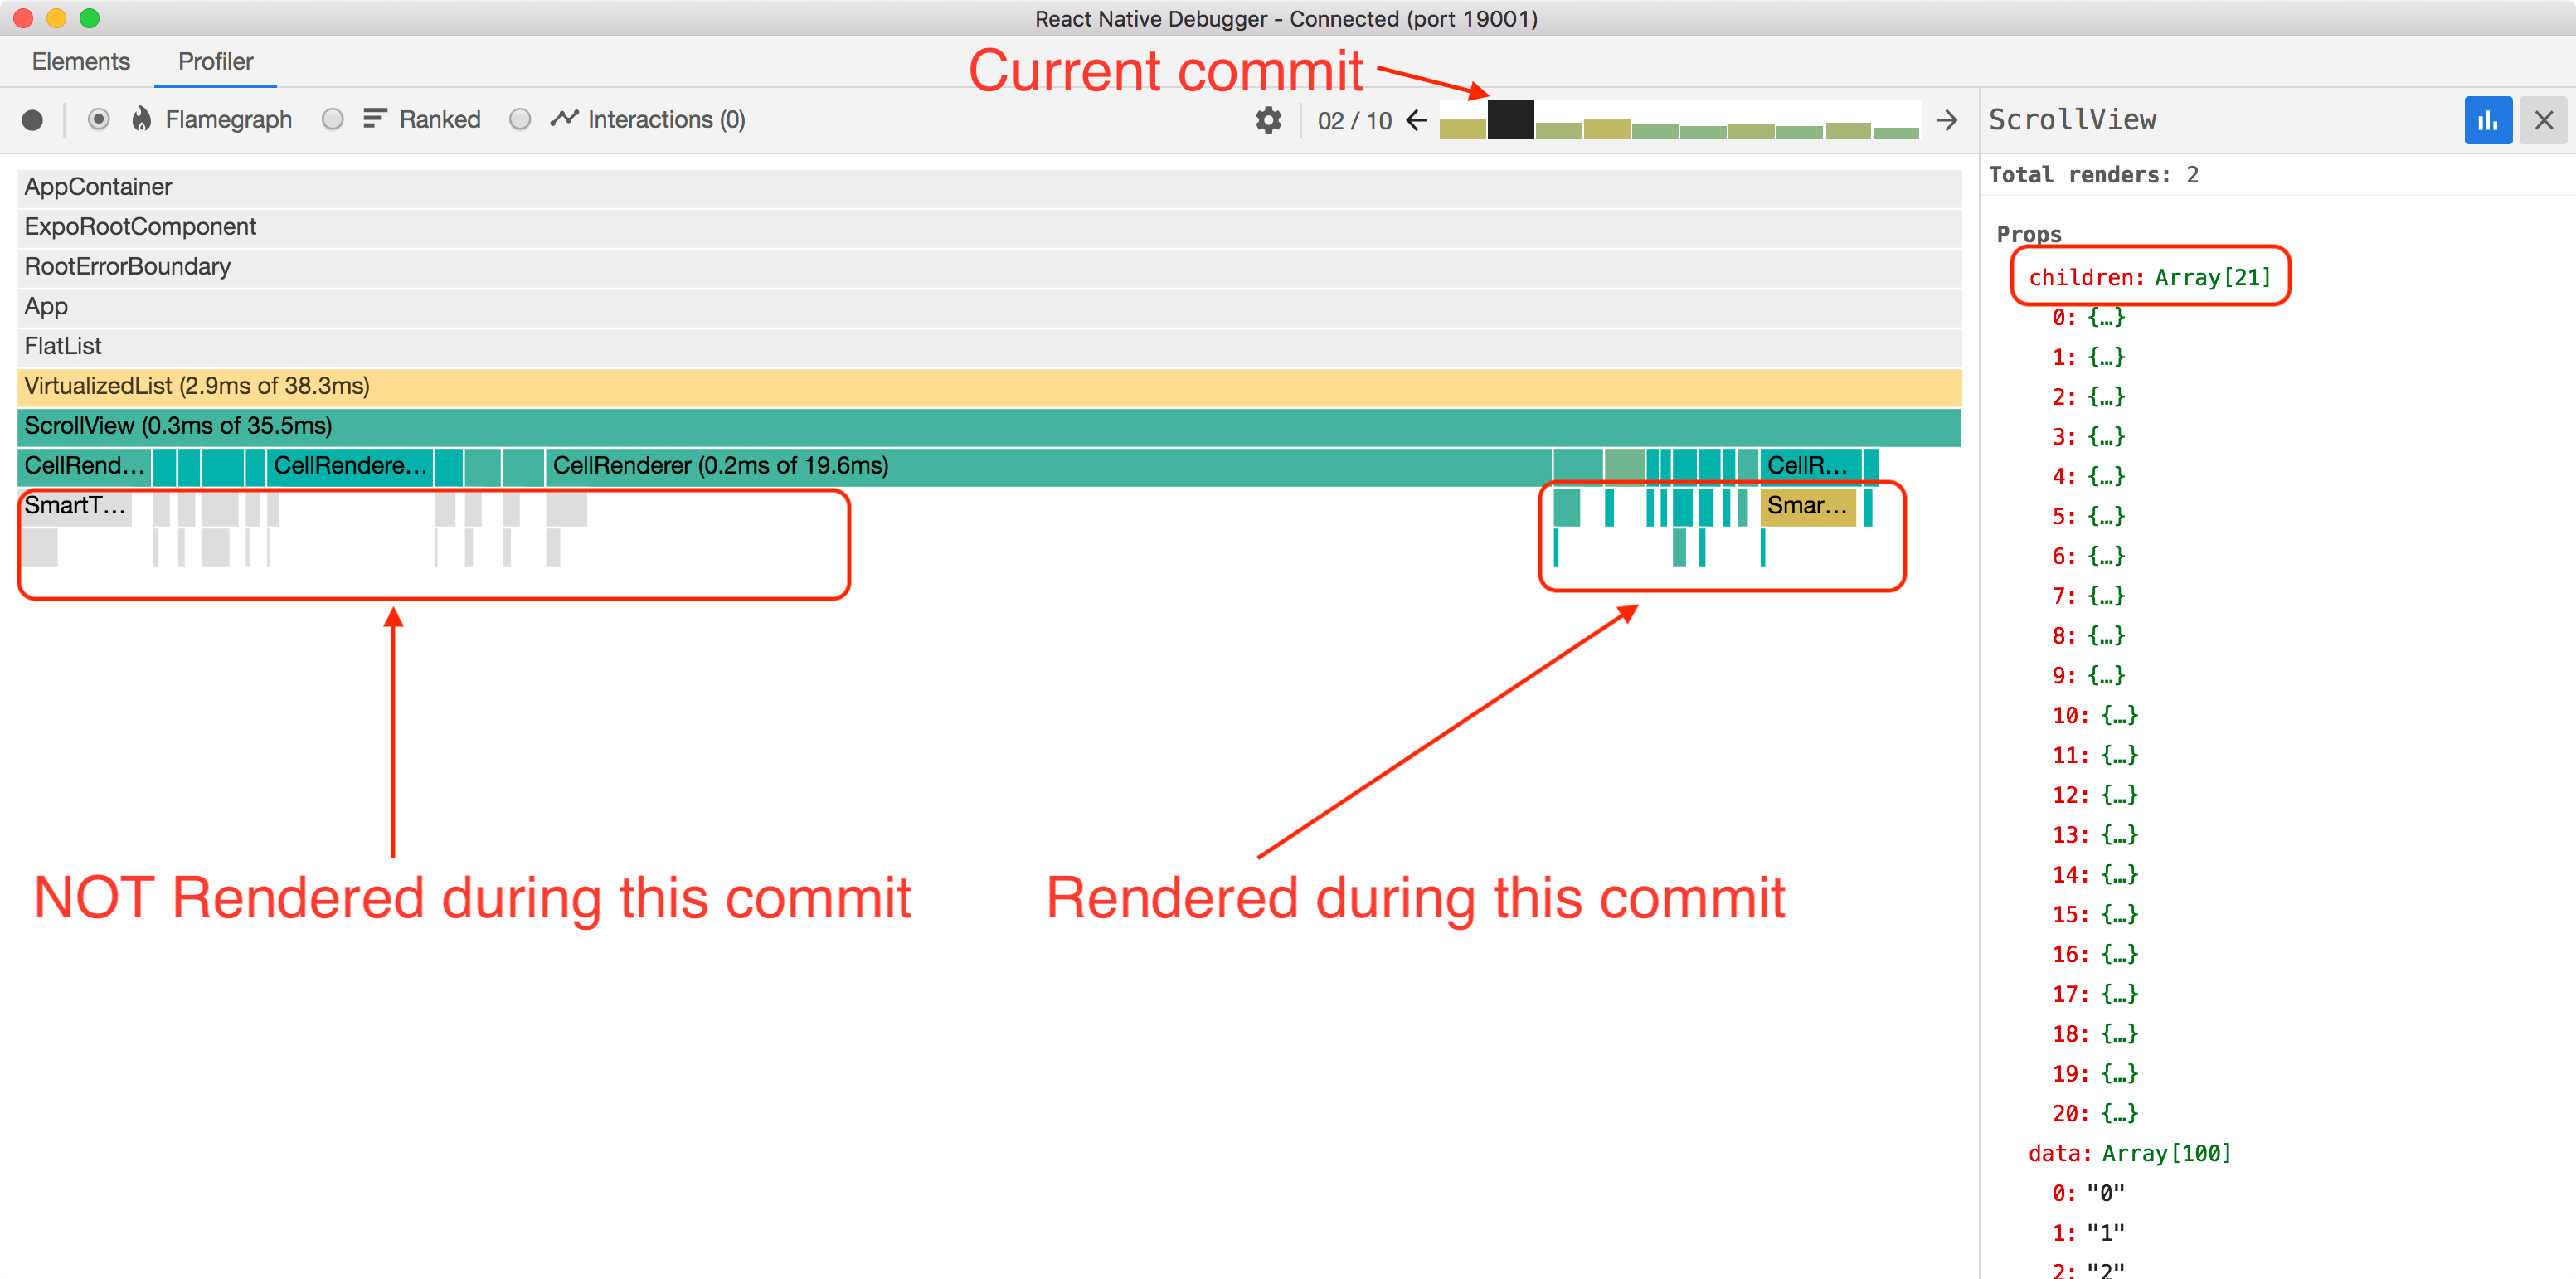 React Native Debugger - Connected (port 19001)
Elements
Profiler
Current commit
Flamegraph
Ranked
Interactions (0)
02 / 10
ScrollView
Total renders: 2
AppContainer
ExpoRootComponent
RootErrorBoundary
App
FlatList
VirtualizedList (2.9ms of 38.3ms)
ScrollView (0.3ms of 35.5ms)
CellRend…
CellRendere…
CellRenderer (0.2ms of 19.6ms)
CellR…
SmartT…
Smar…
NOT Rendered during this commit
Rendered during this commit
Props
children: Array[21]
0: {…}
1: {…}
2: {…}
3: {…}
4: {…}
5: {…}
6: {…}
7: {…}
8: {…}
9: {…}
10: {…}
11: {…}
12: {…}
13: {…}
14: {…}
15: {…}
16: {…}
17: {…}
18: {…}
19: {…}
20: {…}
data: Array[100]
0: "0"
1: "1"
2: "2"